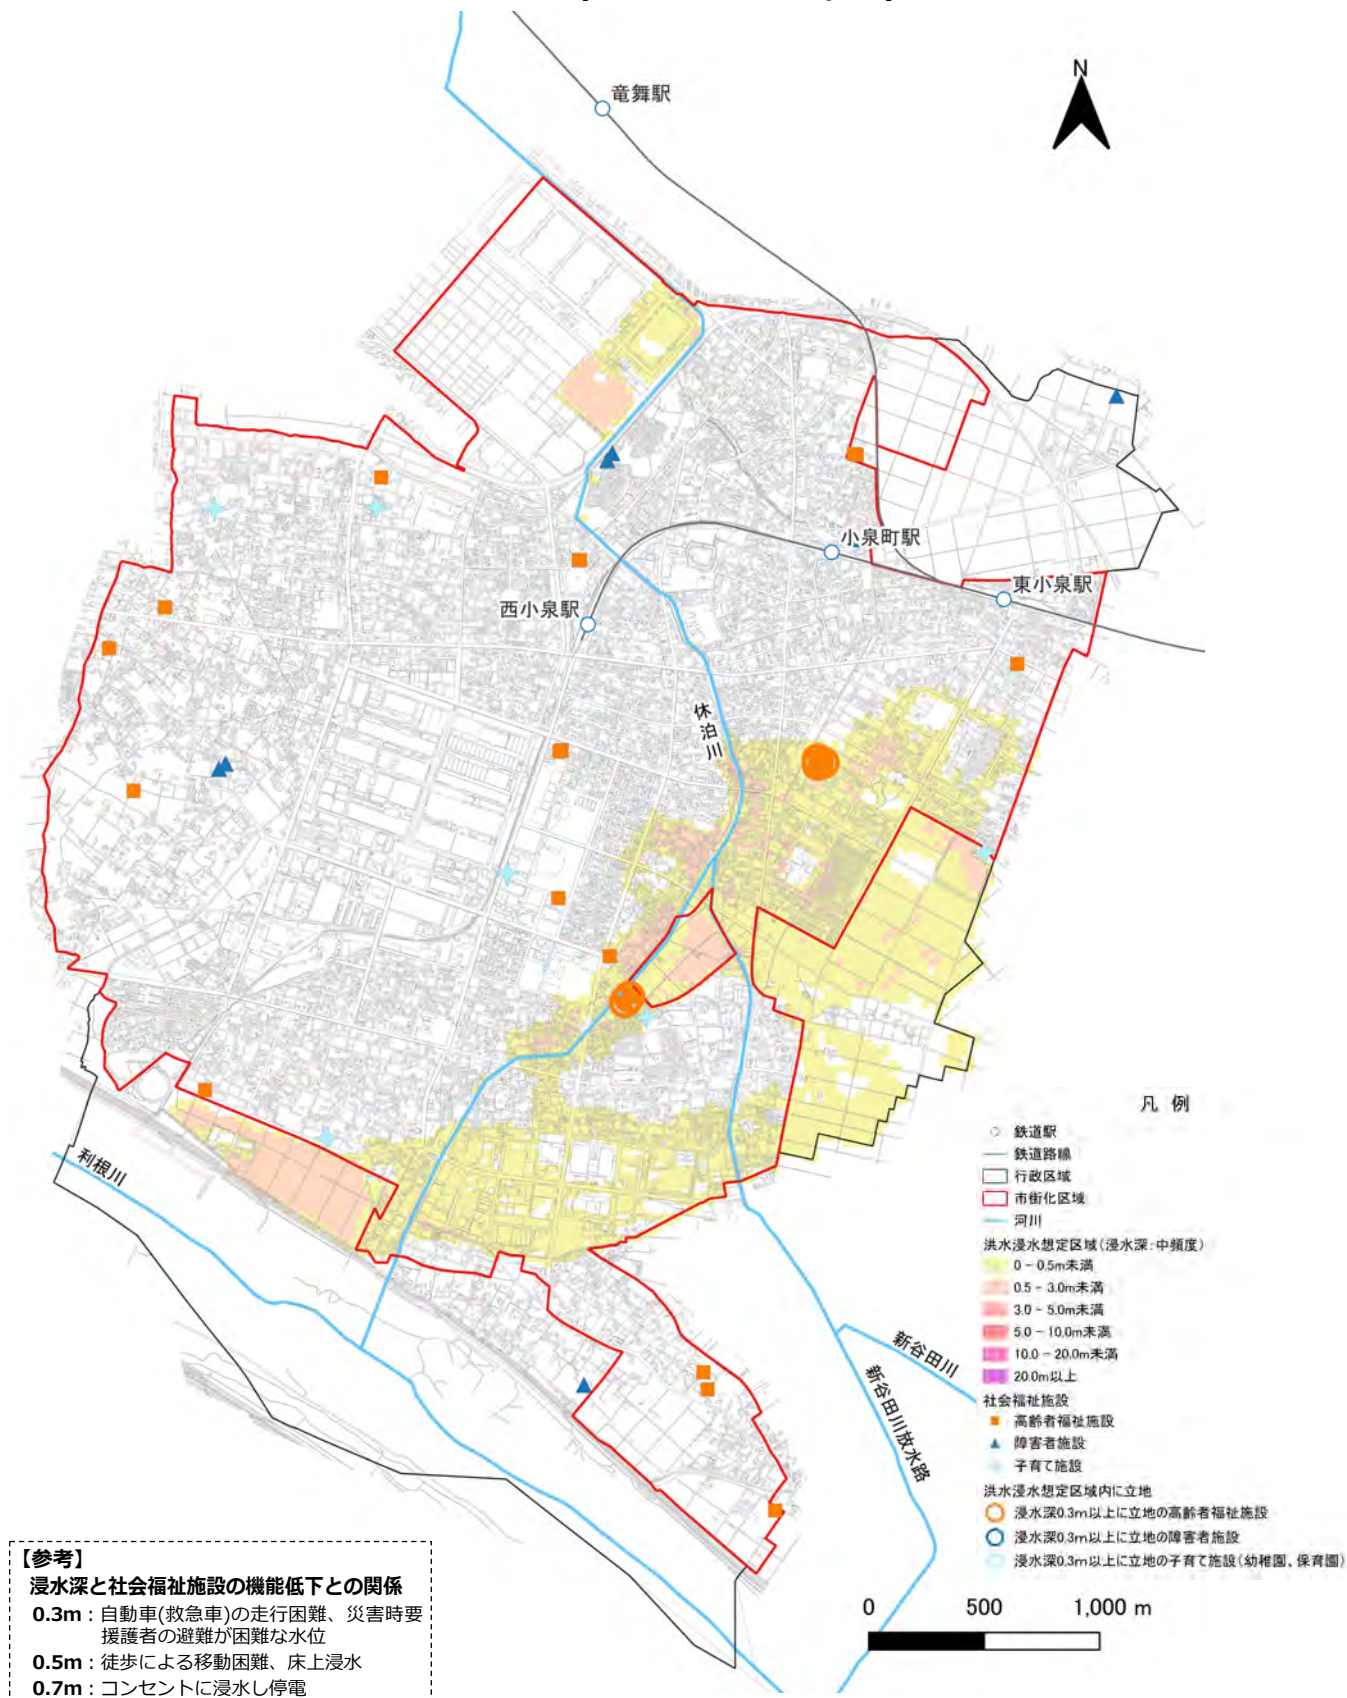 N
竜舞駅
小泉町駅
東小泉駅
西小泉駅
休泊川
利根川
新谷田川
新谷田川放水路
凡 例
鉄道駅
鉄道路線
行政区域
市街化区域
河川
洪水浸水想定区域(浸水深:中頻度)
0 - 0.5m未満
0.5 - 3.0m未満
3.0 - 5.0m未満
5.0 - 10.0m未満
10.0 - 20.0m未満
20.0m以上
社会福祉施設
高齢者福祉施設
障害者施設
子育て施設
洪水浸水想定区域内に立地
浸水深0.3m以上に立地の高齢者福祉施設
浸水深0.3m以上に立地の障害者施設
浸水深0.3m以上に立地の子育て施設(幼稚園、保育園)
0 500 1,000 m
【参考】
浸水深と社会福祉施設の機能低下との関係
0.3m：自動車(救急車)の走行困難、災害時要
援護者の避難が困難な水位
0.5m：徒歩による移動困難、床上浸水
0.7m：コンセントに浸水し停電